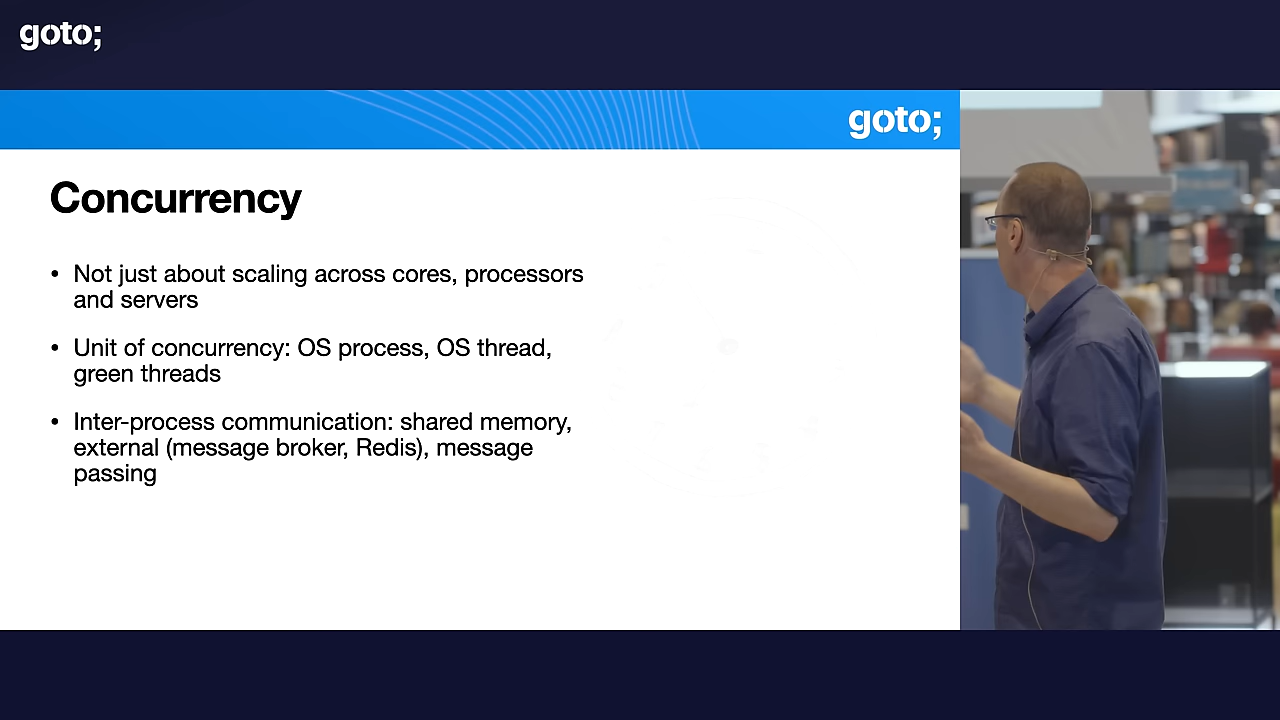 goto;
goto;
Concurrency
• Not just about scaling across cores, processors
and servers
• Unit of concurrency: OS process, OS thread,
green threads
• Inter-process communication: shared memory,
external (message broker, Redis), message
passing